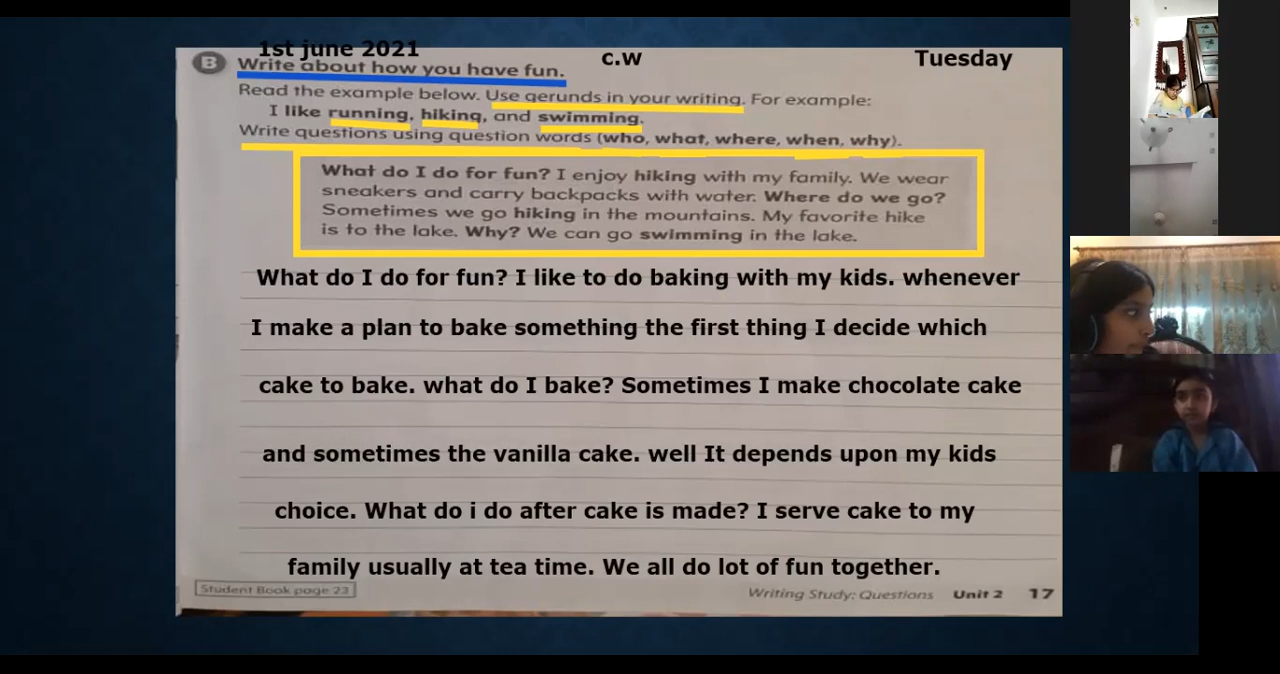 1st june 2021
c.w
Tuesday
B Write about how you have fun.
Read the example below. Use gerunds in your writing. For example:
I like running, hiking, and swimming.
Write questions using question words (who, what, where, when, why).
What do I do for fun? I enjoy hiking with my family. We wear
sneakers and carry backpacks with water. Where do we go?
Sometimes we go hiking in the mountains. My favorite hike
is to the lake. Why? We can go swimming in the lake.
What do I do for fun? I like to do baking with my kids. whenever
I make a plan to bake something the first thing I decide which
cake to bake. what do I bake? Sometimes I make chocolate cake
and sometimes the vanilla cake. well It depends upon my kids
choice. What do i do after cake is made? I serve cake to my
family usually at tea time. We all do lot of fun together.
Student Book page 23
Writing Study: Questions Unit 2 17